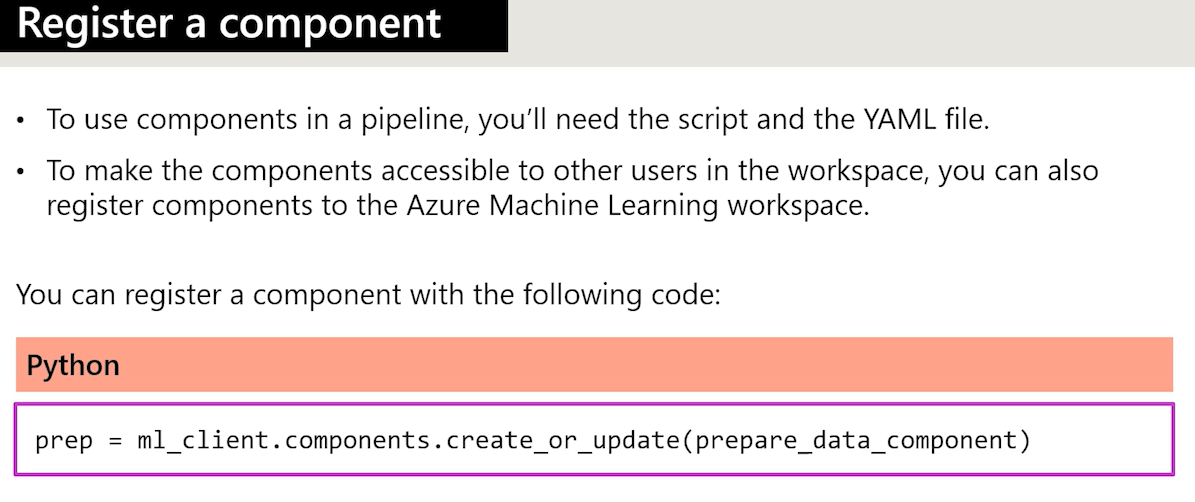 Register a component
• To use components in a pipeline, you’ll need the script and the YAML file.
• To make the components accessible to other users in the workspace, you can also
register components to the Azure Machine Learning workspace.
You can register a component with the following code:
Python
prep = ml_client.components.create_or_update(prepare_data_component)